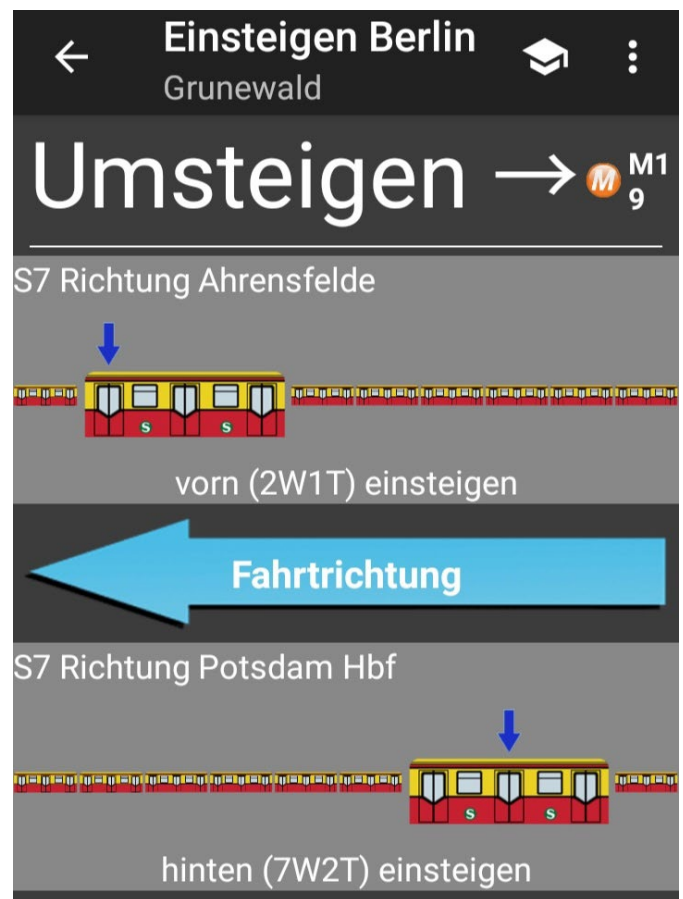 Einsteigen Berlin
Grunewald
Umsteigen → M M1
9
S7 Richtung Ahrensfelde
S S
vorn (2W1T) einsteigen
Fahrtrichtung
S7 Richtung Potsdam Hbf
S S
hinten (7W2T) einsteigen